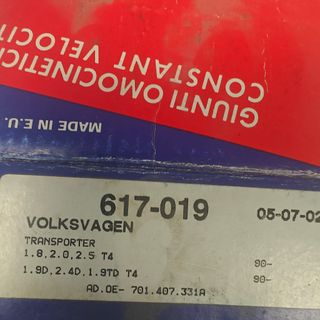 GIUNTI OMOCINETICI
CONSTANT VELOCIT
MADE IN E.U.
617-019 05-07-02
VOLKSVAGEN
TRANSPORTER
1.8,2.0,2.5 T4 90-
1.9D,2.4D,1.9TD T4 90-
AD.OE- 701.407.331A